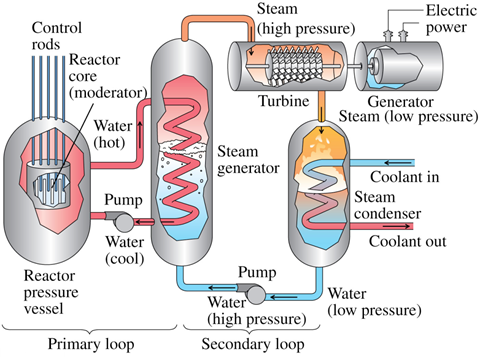 Steam
(high pressure)
Electric
power
Control
rods
Reactor
core
(moderator)
Water
(hot)
Turbine
Generator
Steam (low pressure)
Steam
generator
Coolant in
Pump
Steam
condenser
Water
(cool)
Coolant out
Reactor
pressure
vessel
Pump
Water
(high pressure)
Water
(low pressure)
Primary loop
Secondary loop